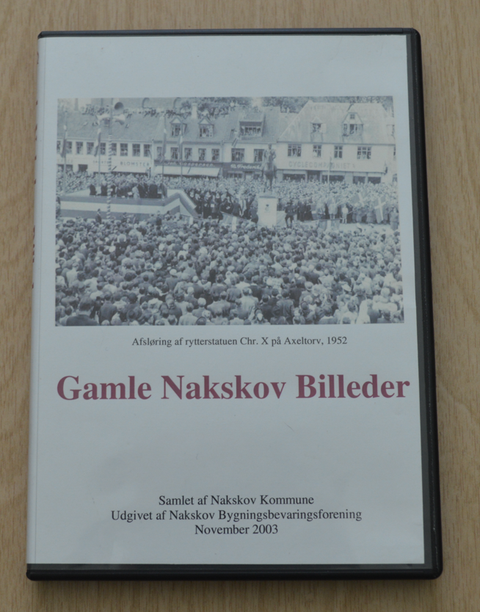 Afsløring af rytterstatuen Chr. X på Axeltorv, 1952
Gamle Nakskov Billeder
Samlet af Nakskov Kommune
Udgivet af Nakskov Bygningsbevaringsforening
November 2003